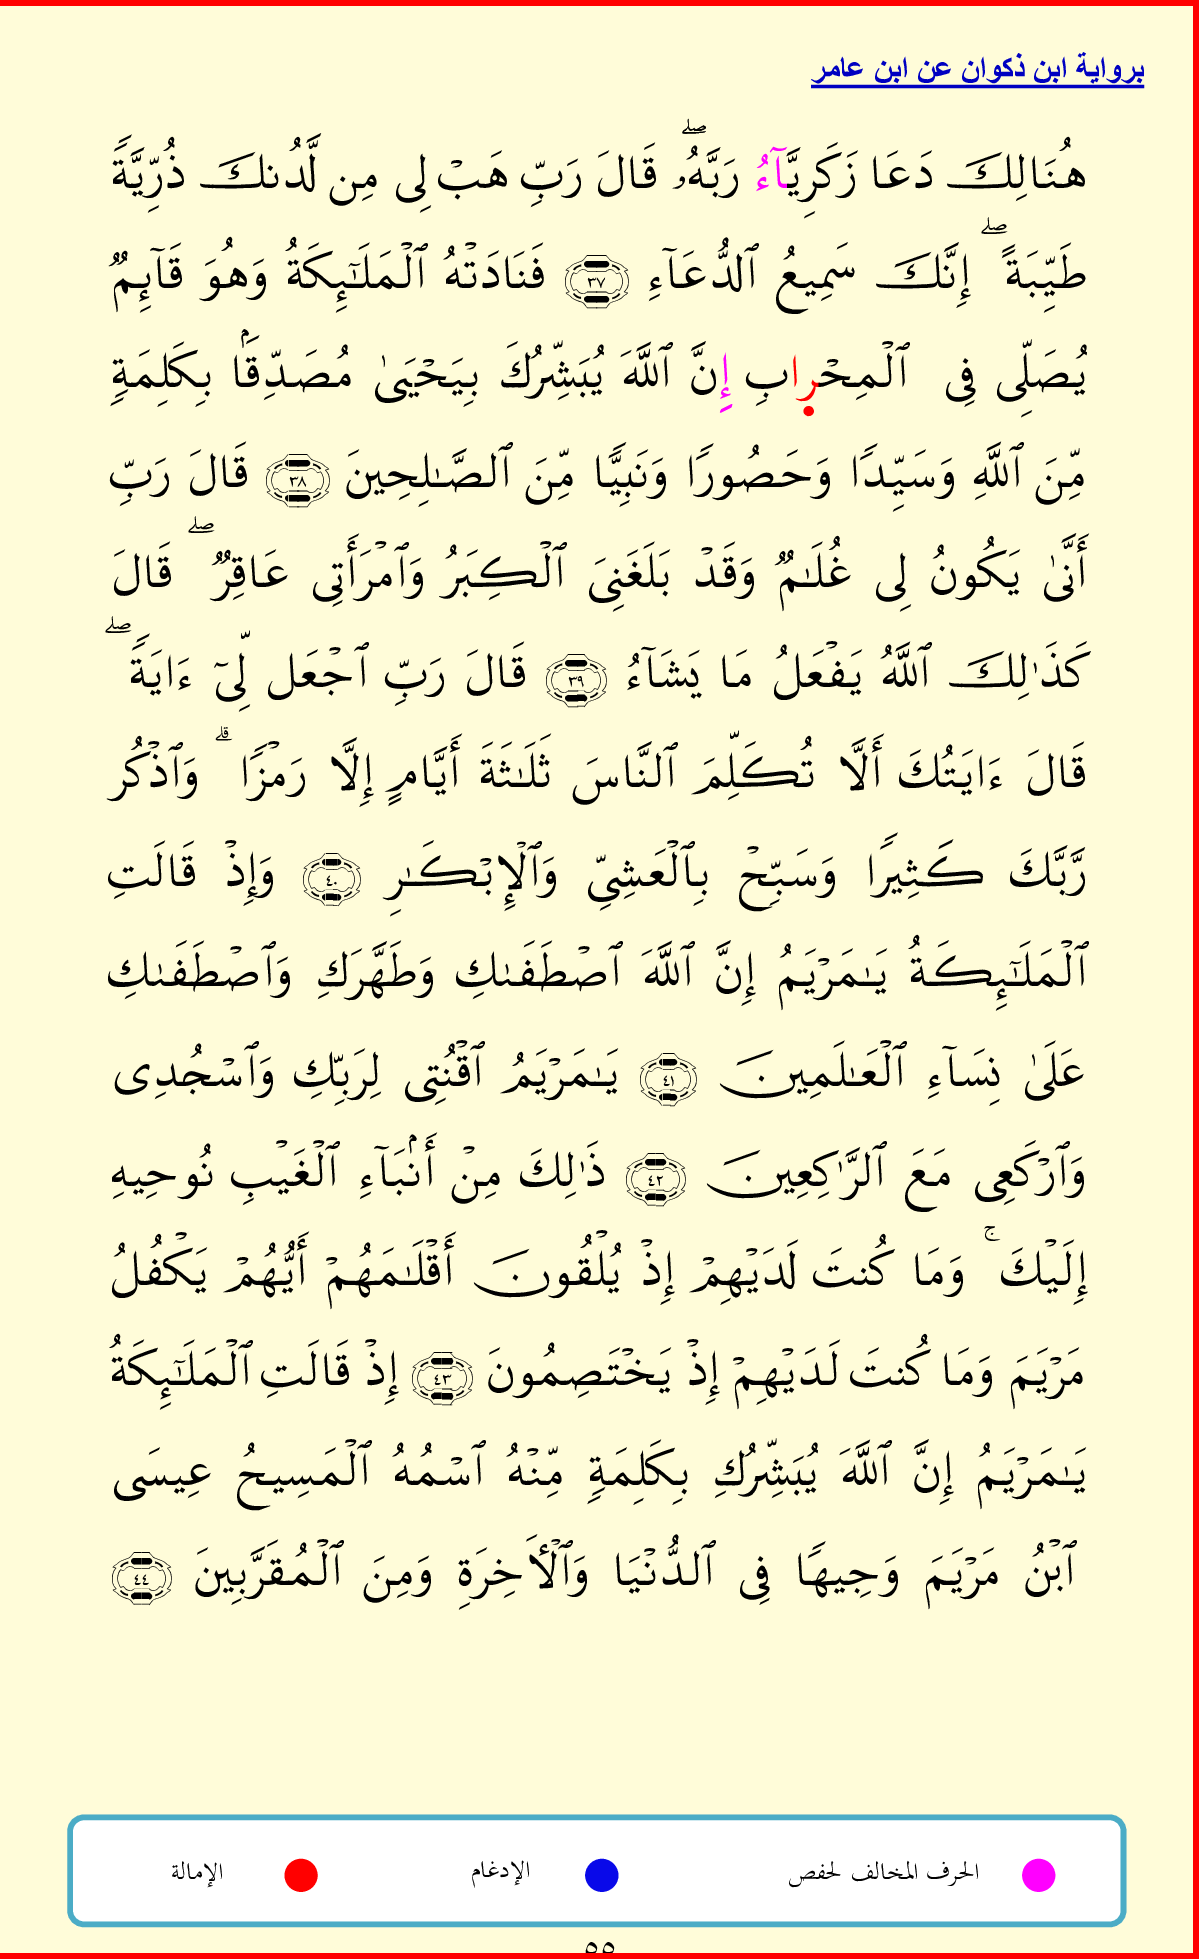 برواية ابن ذكوان عن ابن عامر
هُنَالِكَ دَعَا زَكَرِيَّآءُ رَبَّهُۥ ۖ قَالَ رَبِّ هَبْ لِى مِن لَّدُنكَ ذُرِّيَّةً
طَيِّبَةً ۖ إِنَّكَ سَمِيعُ ٱلدُّعَآءِ ٣٧ فَنَادَتْهُ ٱلْمَلَـٰٓئِكَةُ وَهُوَ قَآئِمٌ
يُصَلِّى فِى ٱلْمِحْرابِ إِنَّ ٱللَّهَ يُبَشِّرُكَ بِيَحْيَىٰ مُصَدِّقَۢا بِكَلِمَةٍ
مِّنَ ٱللَّهِ وَسَيِّدًا وَحَصُورًا وَنَبِيًّا مِّنَ ٱلصَّـٰلِحِينَ ٣٨ قَالَ رَبِّ
أَنَّىٰ يَكُونُ لِى غُلَـٰمٌ وَقَدْ بَلَغَنِىَ ٱلْكِبَرُ وَٱمْرَأَتِى عَاقِرٌ ۖ قَالَ
كَذَٰلِكَ ٱللَّهُ يَفْعَلُ مَا يَشَآءُ ٣٩ قَالَ رَبِّ ٱجْعَل لِّىٓ ءَايَةً ۖ
قَالَ ءَايَتُكَ أَلَّا تُكَلِّمَ ٱلنَّاسَ ثَلَـٰثَةَ أَيَّامٍ إِلَّا رَمْزًا ۗ وَٱذْكُر
رَّبَّكَ كَثِيرًا وَسَبِّحْ بِٱلْعَشِىِّ وَٱلْإِبْكَـٰرِ ٤٠ وَإِذْ قَالَتِ
ٱلْمَلَـٰٓئِكَةُ يَـٰمَرْيَمُ إِنَّ ٱللَّهَ ٱصْطَفَىٰكِ وَطَهَّرَكِ وَٱصْطَفَىٰكِ
عَلَىٰ نِسَآءِ ٱلْعَـٰلَمِينَ ٤١ يَـٰمَرْيَمُ ٱقْنُتِى لِرَبِّكِ وَٱسْجُدِى
وَٱرْكَعِى مَعَ ٱلرَّٰكِعِينَ ٤٢ ذَٰلِكَ مِنْ أَنۢبَآءِ ٱلْغَيْبِ نُوحِيهِ
إِلَيْكَ ۚ وَمَا كُنتَ لَدَيْهِمْ إِذْ يُلْقُونَ أَقْلَـٰمَهُمْ أَيُّهُمْ يَكْفُلُ
مَرْيَمَ وَمَا كُنتَ لَدَيْهِمْ إِذْ يَخْتَصِمُونَ ٤٣ إِذْ قَالَتِ ٱلْمَلَـٰٓئِكَةُ
يَـٰمَرْيَمُ إِنَّ ٱللَّهَ يُبَشِّرُكِ بِكَلِمَةٍ مِّنْهُ ٱسْمُهُ ٱلْمَسِيحُ عِيسَى
ٱبْنُ مَرْيَمَ وَجِيهًا فِى ٱلدُّنْيَا وَٱلْأَخِرَةِ وَمِنَ ٱلْمُقَرَّبِينَ ٤٤
الحرف المخالف لحفص الإدغام الإمالة
٥٥